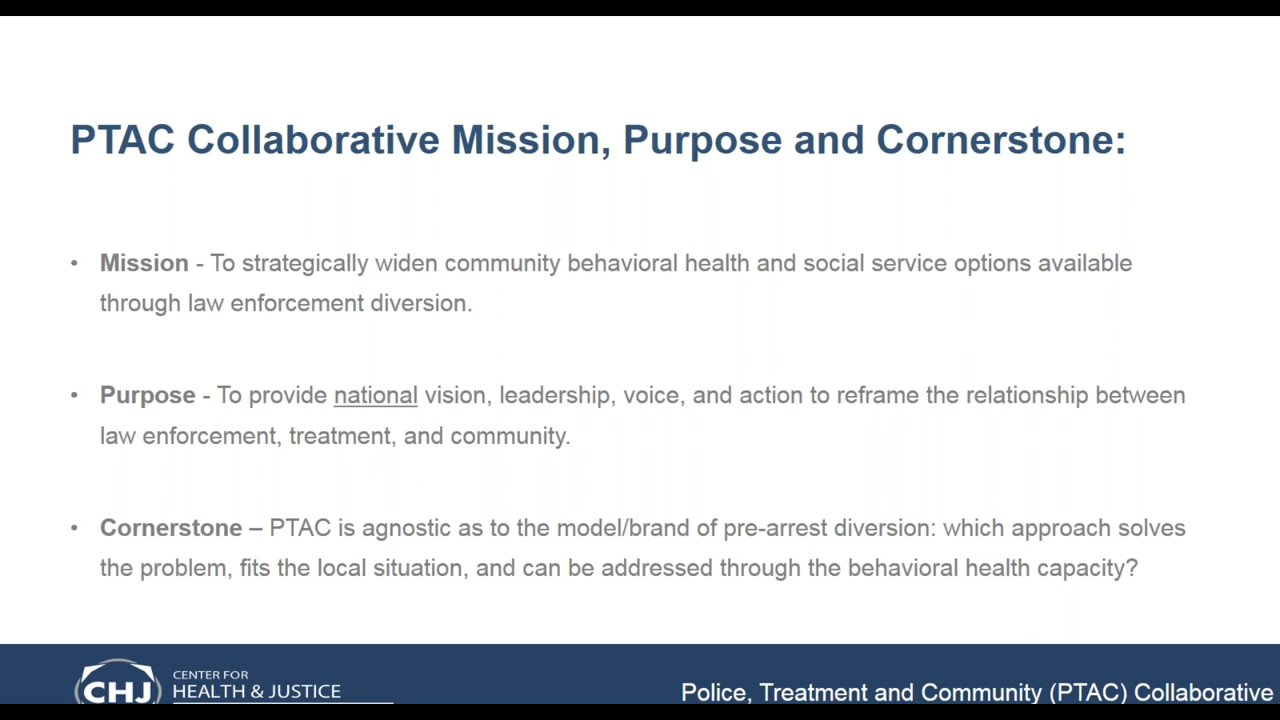 PTAC Collaborative Mission, Purpose and Cornerstone:
• Mission - To strategically widen community behavioral health and social service options available
through law enforcement diversion.
• Purpose - To provide national vision, leadership, voice, and action to reframe the relationship between
law enforcement, treatment, and community.
• Cornerstone – PTAC is agnostic as to the model/brand of pre-arrest diversion: which approach solves
the problem, fits the local situation, and can be addressed through the behavioral health capacity?
CHJ
CENTER FOR
HEALTH & JUSTICE
Police, Treatment and Community (PTAC) Collaborative